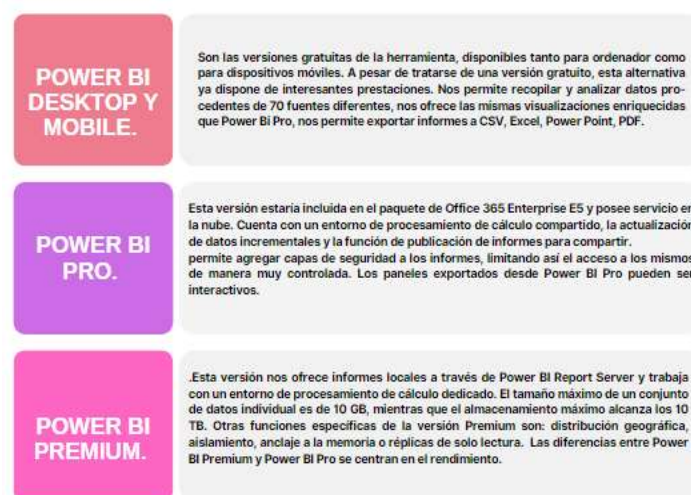 POWER BI
DESKTOP Y
MOBILE.
Son las versiones gratuitas de la herramienta, disponibles tanto para ordenador como
para dispositivos móviles. A pesar de tratarse de una versión gratuito, esta alternativa
ya dispone de interesantes prestaciones. Nos permite recopilar y analizar datos pro-
cedentes de 70 fuentes diferentes, nos ofrece las mismas visualizaciones enriquecidas
que Power Bi Pro, nos permite exportar informes a CSV, Excel, Power Point, PDF.
POWER BI
PRO.
Esta versión estaría incluida en el paquete de Office 365 Enterprise E5 y posee servicio en
la nube. Cuenta con un entorno de procesamiento de cálculo compartido, la actualización
de datos incrementales y la función de publicación de informes para compartir.
permite agregar capas de seguridad a los informes, limitando así el acceso a los mismos
de manera muy controlada. Los paneles exportados desde Power BI Pro pueden ser
interactivos.
POWER BI
PREMIUM.
.Esta versión nos ofrece informes locales a través de Power BI Report Server y trabaja
con un entorno de procesamiento de cálculo dedicado. El tamaño máximo de un conjunto
de datos individual es de 10 GB, mientras que el almacenamiento máximo alcanza los 10
TB. Otras funciones específicas de la versión Premium son: distribución geográfica,
aislamiento, anclaje a la memoria o réplicas de solo lectura. Las diferencias entre Power
BI Premium y Power BI Pro se centran en el rendimiento.